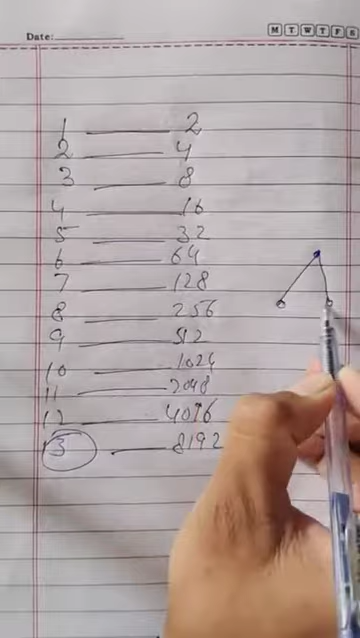 Date:
M T W T F S
1 — 2
2 — 4
3 — 8
4 — 16
5 — 32
6 — 64
7 — 128
8 — 256
9 — 512
10 — 1024
11 — 2048
12 — 4096
13 — 8192